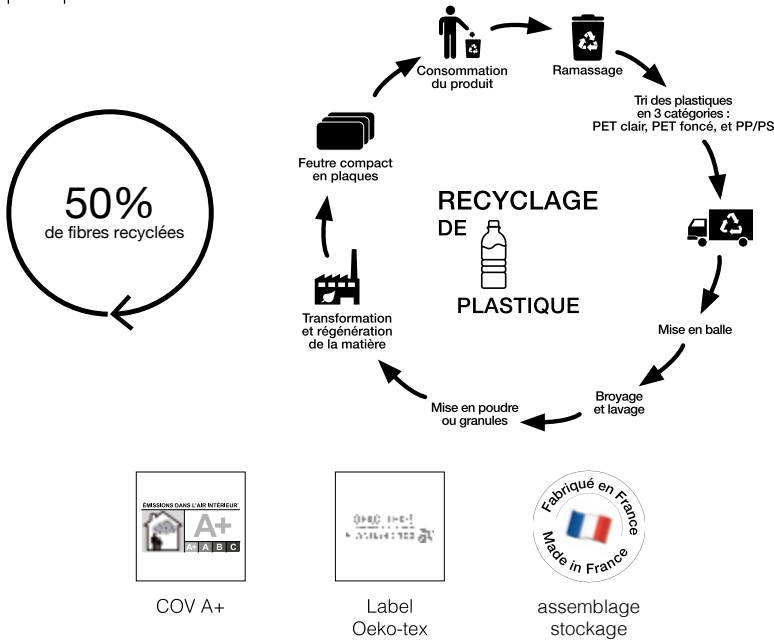 Consommation
du produit
Ramassage
Tri des plastiques
en 3 catégories :
PET clair, PET foncé, et PP/PS
Feutre compact
en plaques
50%
de fibres recyclées
RECYCLAGE
DE
PLASTIQUE
Transformation
et régénération
de la matière
Mise en balle
Broyage
et lavage
Mise en poudre
ou granules
ÉMISSIONS DANS L'AIR INTÉRIEUR
A+
A+ A B C
Fabriqué en France
Made in France
COV A+
Label
Oeko-tex
assemblage
stockage